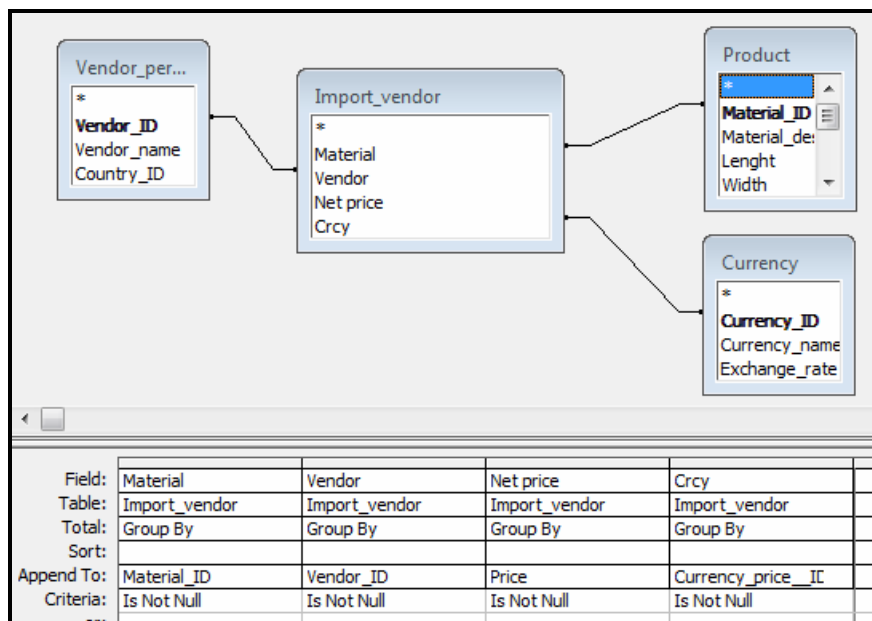 Vendor_per...
*
Vendor_ID
Vendor_name
Country_ID
Import_vendor
*
Material
Vendor
Net price
Crcy
Product
*
Material_ID
Material_de
Lenght
Width
Currency
*
Currency_ID
Currency_name
Exchange_rate
Field: Material Vendor Net price Crcy
Table: Import_vendor Import_vendor Import_vendor Import_vendor
Total: Group By Group By Group By Group By
Sort:
Append To: Material_ID Vendor_ID Price Currency_price__ID
Criteria: Is Not Null Is Not Null Is Not Null Is Not Null